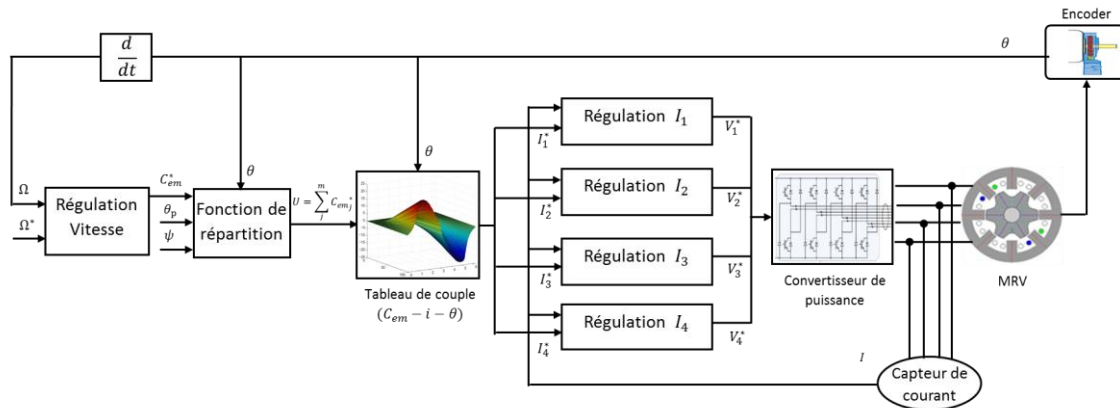 Encoder
d
dt
θ
θ
θ
Ω
Ω*
Régulation
Vitesse
C*em
θp
ψ
Fonction de
répartition
U = ∑ m j Cemj*
Tableau de couple
(Cem − i − θ)
I1*
I2*
I3*
I4*
Régulation I1
Régulation I2
Régulation I3
Régulation I4
V1*
V2*
V3*
V4*
Convertisseur de
puissance
MRV
I
Capteur de
courant